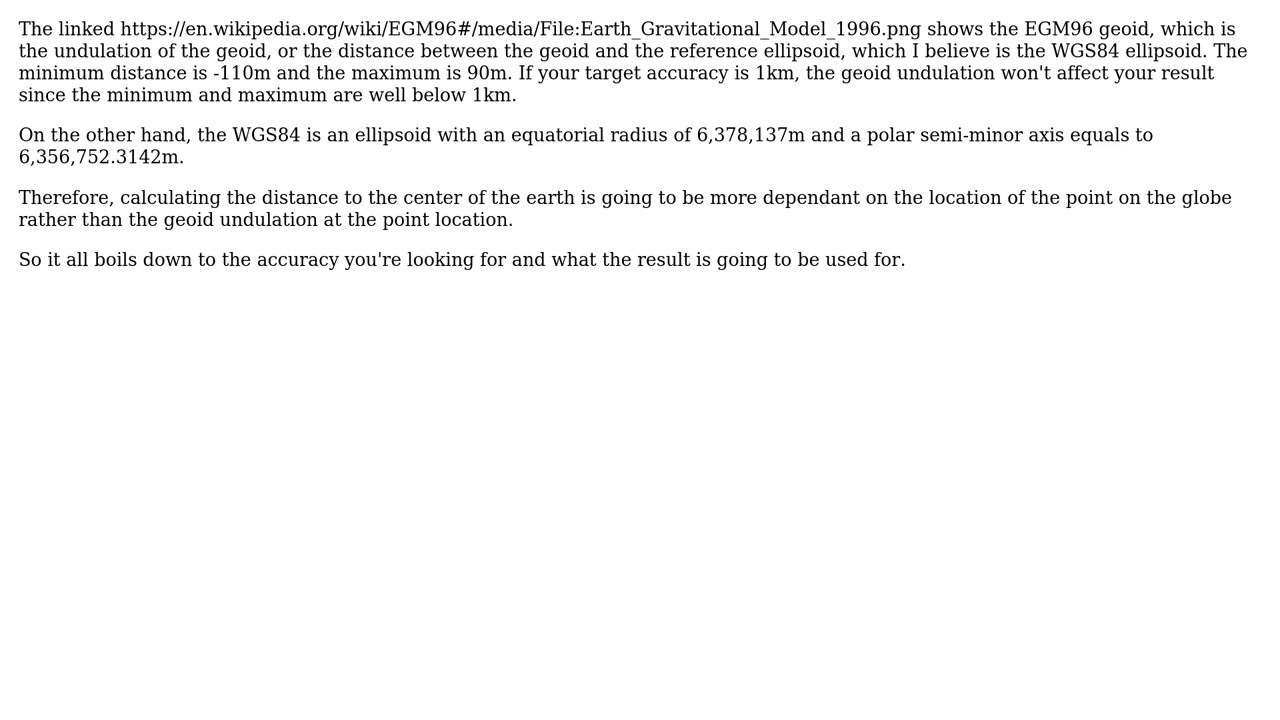 The linked https://en.wikipedia.org/wiki/EGM96#/media/File:Earth_Gravitational_Model_1996.png shows the EGM96 geoid, which is
the undulation of the geoid, or the distance between the geoid and the reference ellipsoid, which I believe is the WGS84 ellipsoid. The
minimum distance is -110m and the maximum is 90m. If your target accuracy is 1km, the geoid undulation won't affect your result
since the minimum and maximum are well below 1km.
On the other hand, the WGS84 is an ellipsoid with an equatorial radius of 6,378,137m and a polar semi-minor axis equals to
6,356,752.3142m.
Therefore, calculating the distance to the center of the earth is going to be more dependant on the location of the point on the globe
rather than the geoid undulation at the point location.
So it all boils down to the accuracy you're looking for and what the result is going to be used for.